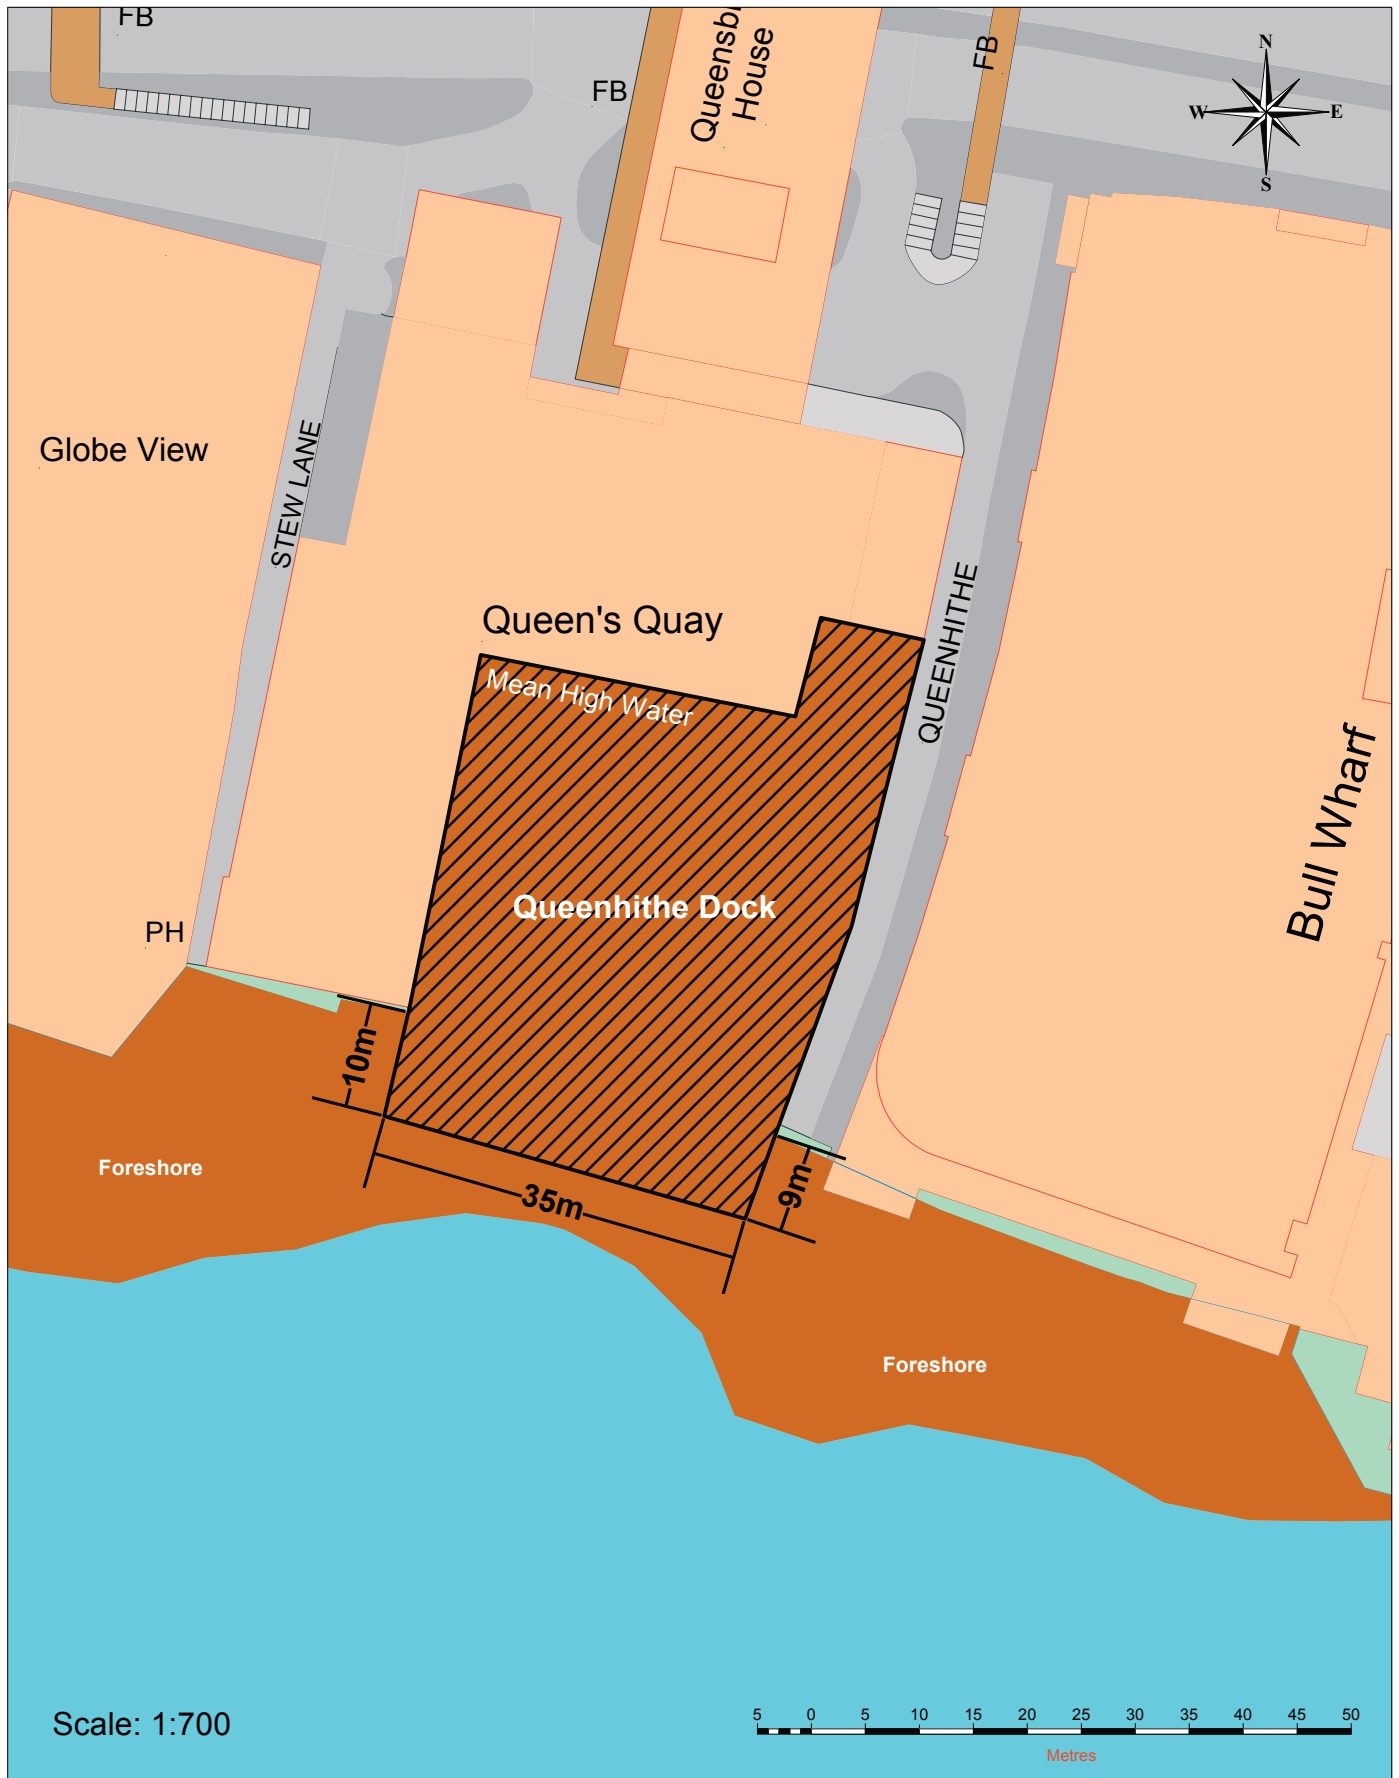 FB
FB
House
FB
N
W
E
S
Globe View
STEW LANE
Queen's Quay
Mean High Water
QUEENHITHE
Bull Wharf
Queenhithe Dock
PH
10m
Foreshore
35m
9m
Foreshore
Scale: 1:700
5 0 5 10 15 20 25 30 35 40 45 50
Metres